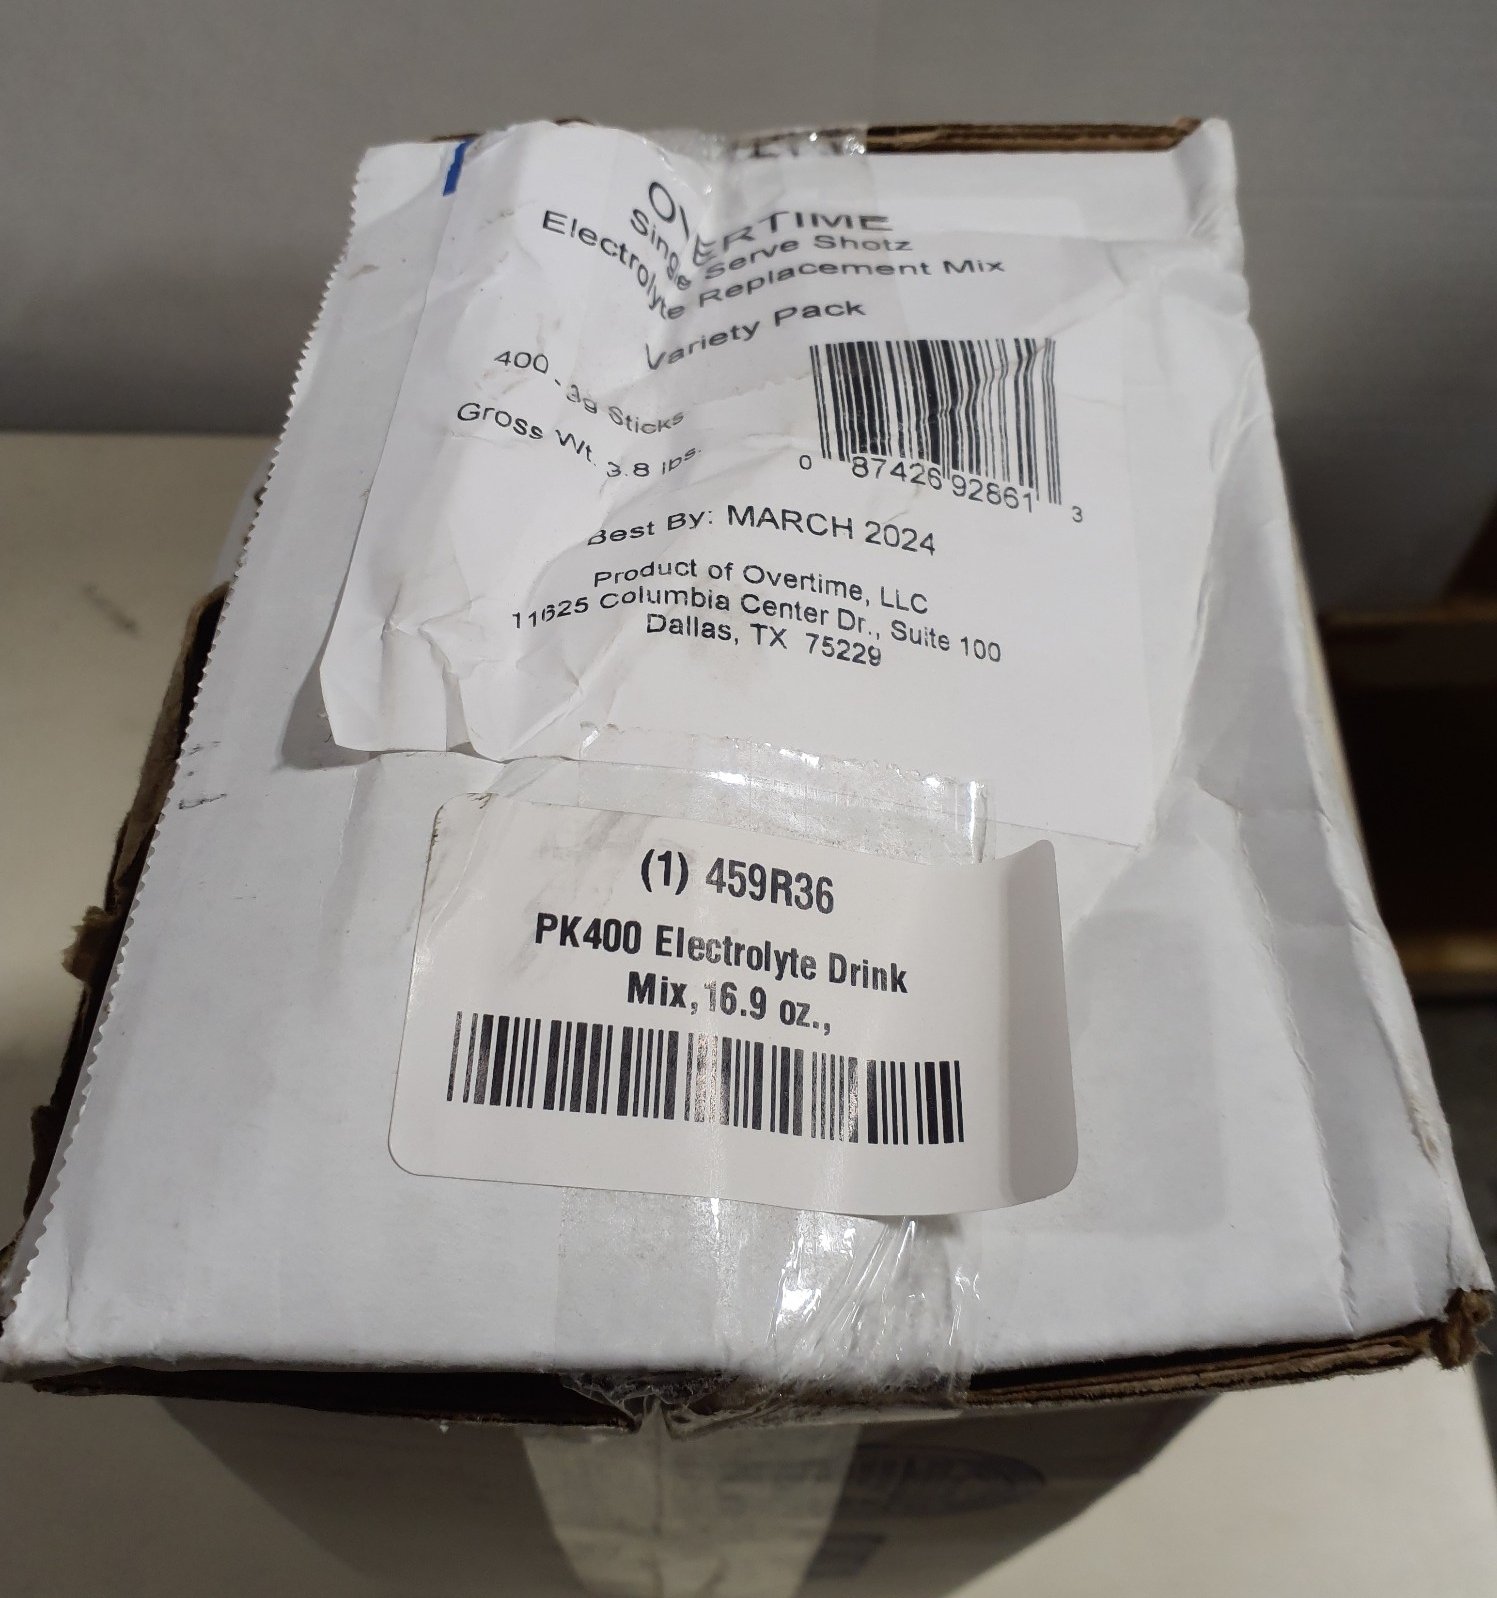 OVERTIME
Single Serve Shotz
Electrolyte Replacement Mix
Variety Pack
400 - 3g Sticks
Gross Wt. 3.8 lbs.
0 87426 92861 3
Best By: MARCH 2024
Product of Overtime, LLC
11625 Columbia Center Dr., Suite 100
Dallas, TX 75229
(1) 459R36
PK400 Electrolyte Drink
Mix, 16.9 oz.,